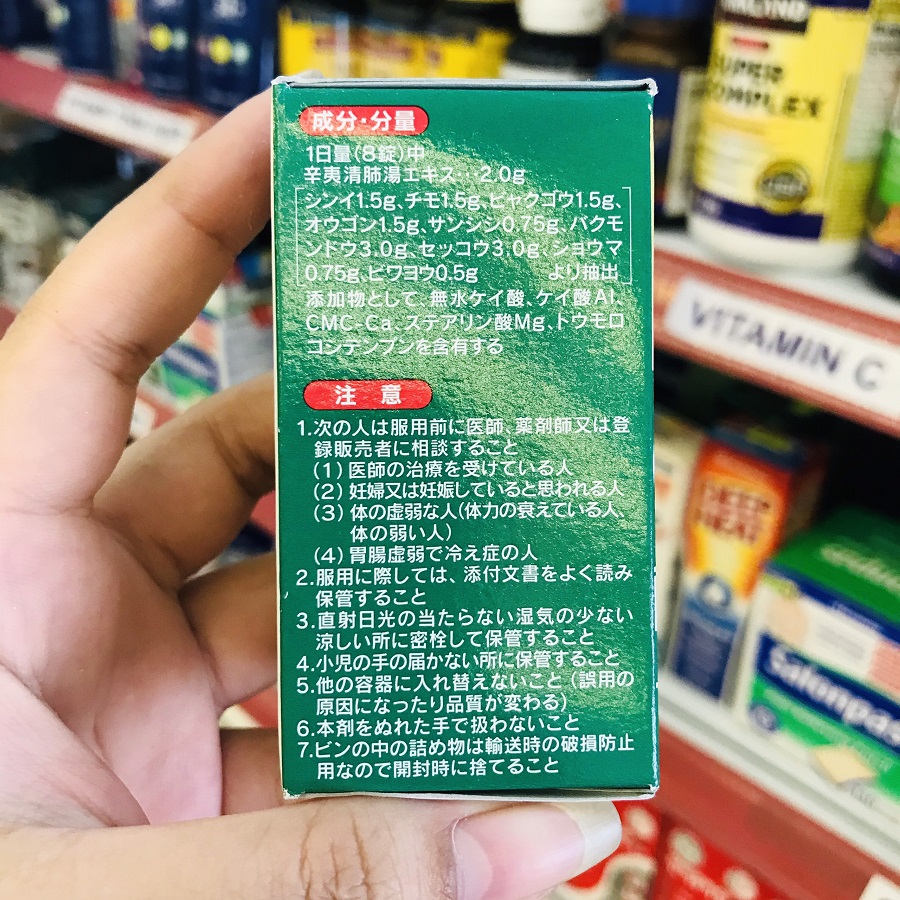 成分・分量
1日量(8錠)中
辛夷清肺湯エキス…2.0g
シンイ1.5g、チモ1.5g、ビャクゴウ1.5g、
オウゴン1.5g、サンシシ0.75g、バクモ
ンドウ3.0g、セッコウ3.0g、ショウマ
0.75g、ビワヨウ0.5g より抽出
添加物として、無水ケイ酸、ケイ酸Al、
CMC-Ca、ステアリン酸Mg、トウモロ
コシデンプンを含有する
注意
1.次の人は服用前に医師、薬剤師又は登
録販売者に相談すること
(1)医師の治療を受けている人
(2)妊婦又は妊娠していると思われる人
(3)体の虚弱な人(体力の衰えている人、
体の弱い人)
(4)胃腸虚弱で冷え症の人
2.服用に際しては、添付文書をよく読み
保管すること
3.直射日光の当たらない湿気の少ない
涼しい所に密栓して保管すること
4.小児の手の届かない所に保管すること
5.他の容器に入れ替えないこと(誤用の
原因になったり品質が変わる)
6.本剤をぬれた手で扱わないこと
7.ビンの中の詰め物は輸送時の破損防止
用なので開封時に捨てること
VITAMIN C
DEEP
HEAT
Salonpas